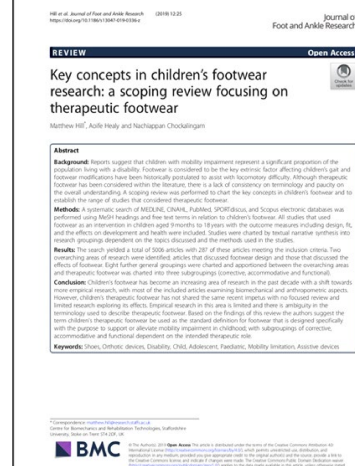 Hill et al. Journal of Foot and Ankle Research (2019) 12:25
https://doi.org/10.1186/s13047-019-0336-z
Journal o
Foot and Ankle Research
REVIEW Open Access
Key concepts in children's footwear
research: a scoping review focusing on
therapeutic footwear
Check for
updates
Matthew Hill*, Aoife Healy and Nachiappan Chockalingam
Abstract
Background: Reports suggest that children with mobility impairment represent a significant proportion of the
population living with a disability. Footwear is considered to be the key extrinsic factor affecting children's gait and
footwear modifications have been historically postulated to assist with locomotory difficulty. Although therapeutic
footwear has been considered within the literature, there is a lack of consistency on terminology and paucity on
the overall understanding. A scoping review was performed to chart the key concepts in children's footwear and to
establish the range of studies that considered therapeutic footwear.
Methods: A systematic search of MEDLINE, CINAHL, PubMed, SPORTdiscus, and Scopus electronic databases was
performed using MeSH headings and free text terms in relation to children's footwear. All studies that used
footwear as an intervention in children aged 9 months to 18 years with the outcome measures including design, fit,
and the effects on development and health were included. Studies were charted by textual narrative synthesis into
research groupings dependent on the topics discussed and the methods used in the studies.
Results: The search yielded a total of 5006 articles with 287 of these articles meeting the inclusion criteria. Two
overarching areas of research were identified; articles that discussed footwear design and those that discussed the
effects of footwear. Eight further general groupings were charted and apportioned between the overarching areas
and therapeutic footwear was charted into three subgroupings (corrective, accommodative and functional).
Conclusion: Children's footwear has become an increasing area of research in the past decade with a shift towards
more empirical research, with most of the included articles examining biomechanical and anthropometric aspects.
However, children's therapeutic footwear has not shared the same recent impetus with no focused review and
limited research exploring its effects. Empirical research in this area is limited and there is ambiguity in the
terminology used to describe therapeutic footwear. Based on the findings of this review the authors suggest the
term children's therapeutic footwear be used as the standard definition for footwear that is designed specifically
with the purpose to support or alleviate mobility impairment in childhood; with subgroups of corrective,
accommodative and functional dependent on the intended therapeutic role.
Keywords: Shoes, Orthotic devices, Disability, Child, Adolescent, Paediatric, Mobility limitation, Assistive devices
* Correspondence: matthew.hill@research.staffs.ac.uk
Centre for Biomechanics and Rehabilitation Technologies, Staffordshire
University, Stoke on Trent ST4 2DF, UK
BMC